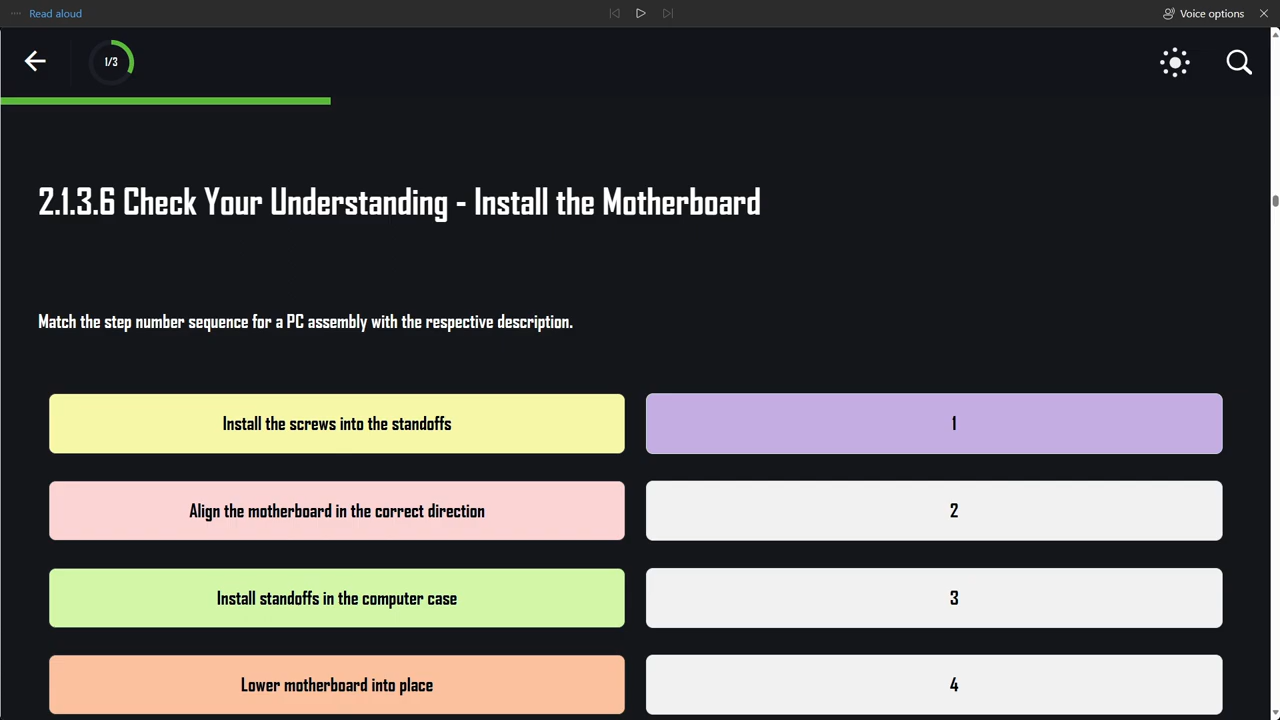 Read aloud
Voice options
1/3
2.1.3.6 Check Your Understanding - Install the Motherboard
Match the step number sequence for a PC assembly with the respective description.
Install the screws into the standoffs
1
Align the motherboard in the correct direction
2
Install standoffs in the computer case
3
Lower motherboard into place
4